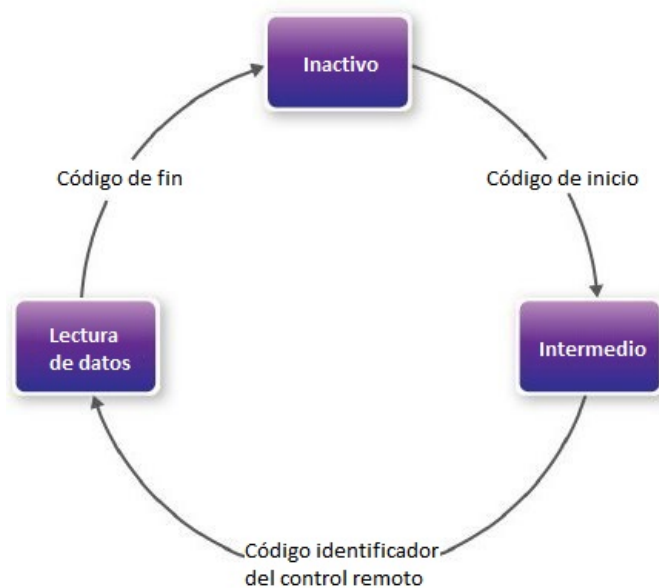 Inactivo
Código de fin
Código de inicio
Lectura
de datos
Intermedio
Código identificador
del control remoto